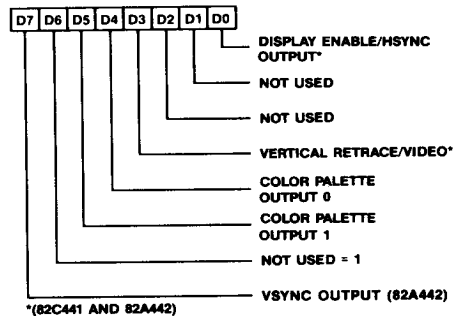 D7 D6 D5 D4 D3 D2 D1 D0
DISPLAY ENABLE/HSYNC
OUTPUT*
NOT USED
NOT USED
VERTICAL RETRACE/VIDEO*
COLOR PALETTE
OUTPUT 0
COLOR PALETTE
OUTPUT 1
NOT USED = 1
VSYNC OUTPUT (82A442)
*(82C441 AND 82A442)